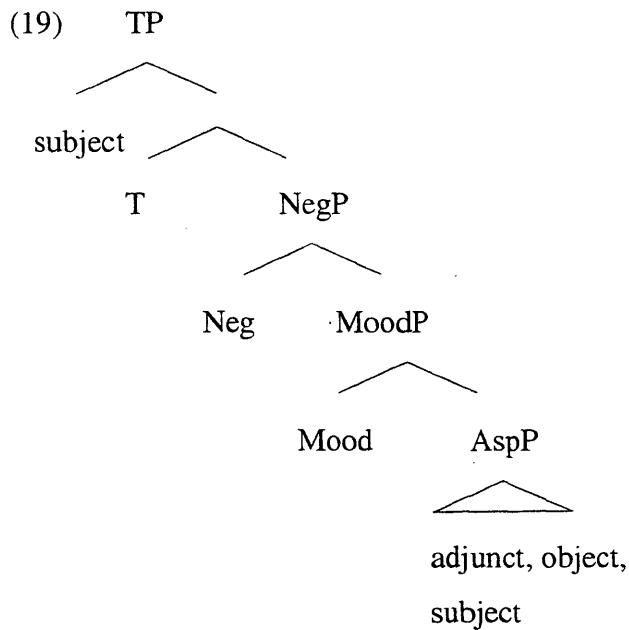 (19) TP
subject
T NegP
Neg MoodP
Mood AspP
adjunct, object,
subject